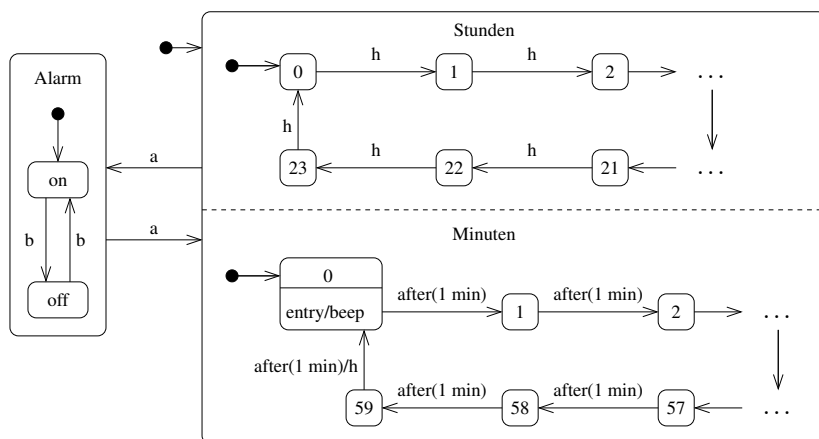 Alarm
on
b
b
off
a
a
Stunden
0
h
1
h
2
...
h
23
h
22
h
21
...
Minuten
0
entry/beep
after(1 min)
1
after(1 min)
2
...
after(1 min)/h
59
after(1 min)
58
after(1 min)
57
...